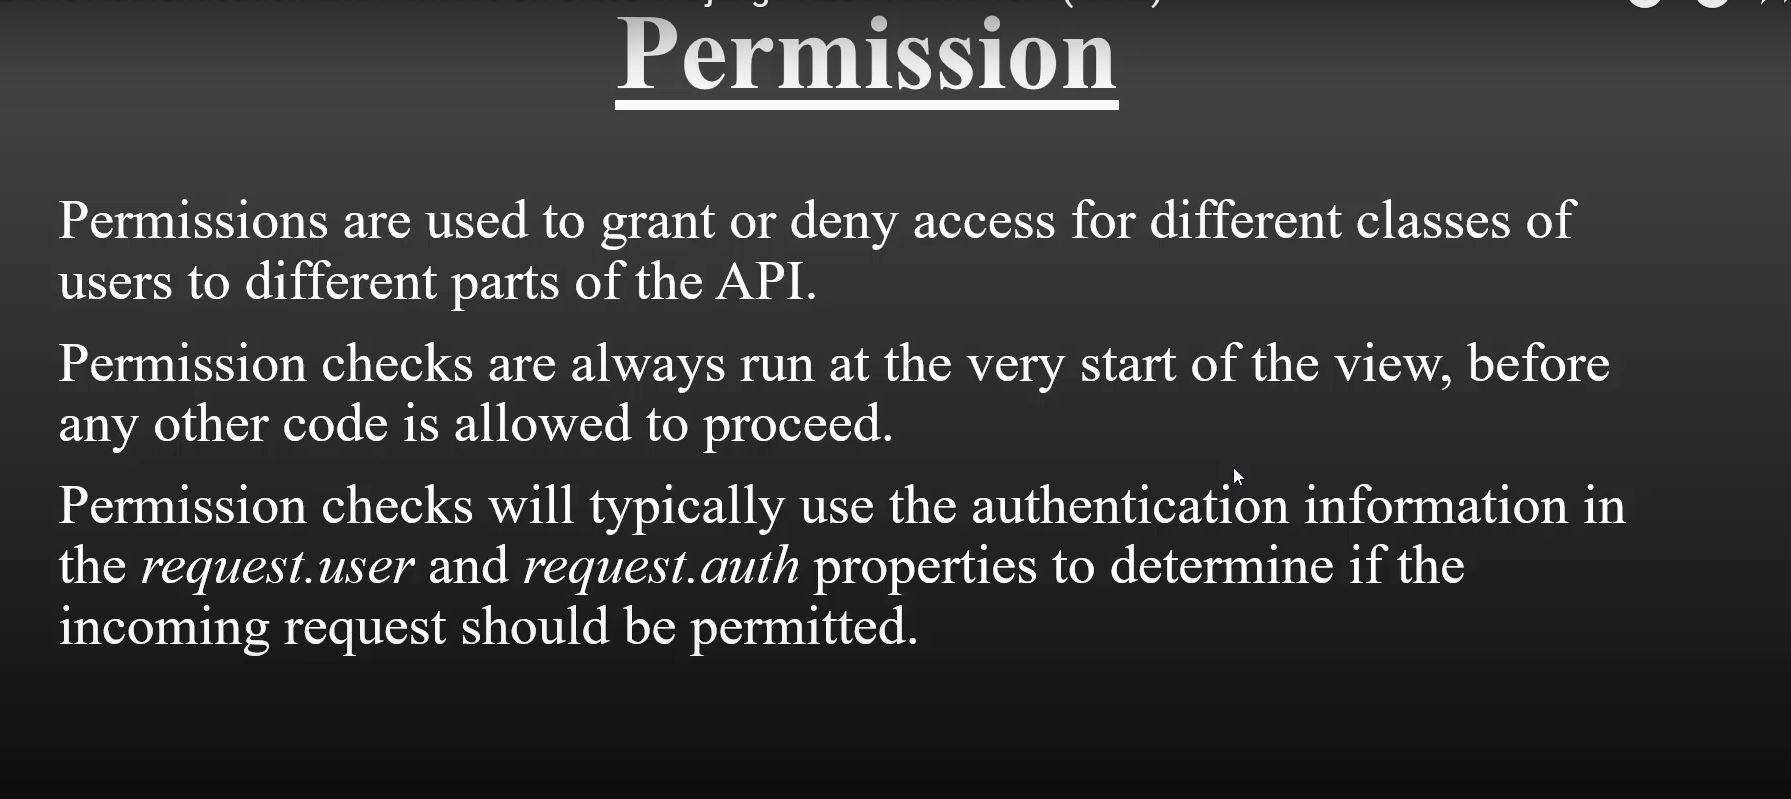 Permission
Permissions are used to grant or deny access for different classes of
users to different parts of the API.
Permission checks are always run at the very start of the view, before
any other code is allowed to proceed.
Permission checks will typically use the authentication information in
the request.user and request.auth properties to determine if the
incoming request should be permitted.